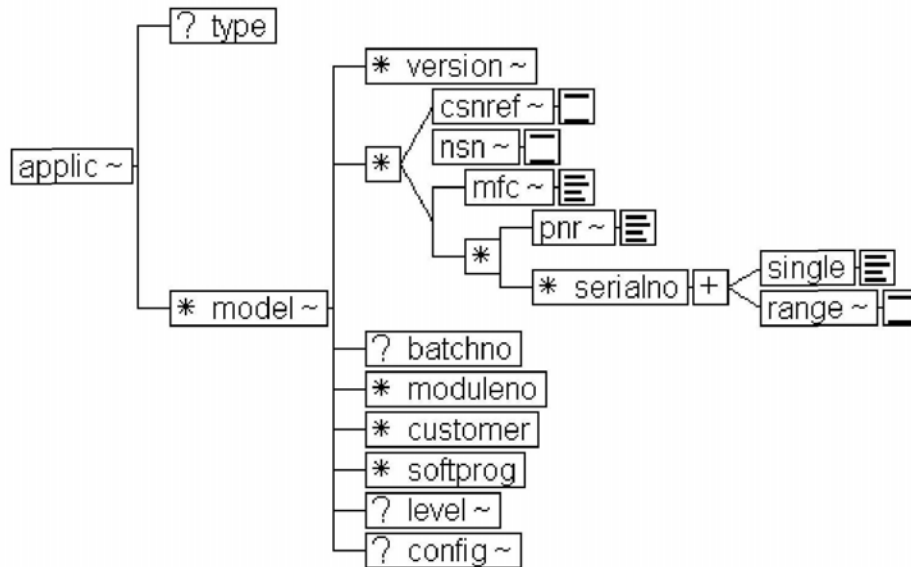 ? type
* version ~
csnref ~
*
nsn ~
applic ~
mfc ~
pnr ~
*
single
* serialno +
* model ~
range ~
? batchno
* moduleno
* customer
* softprog
? level ~
? config ~